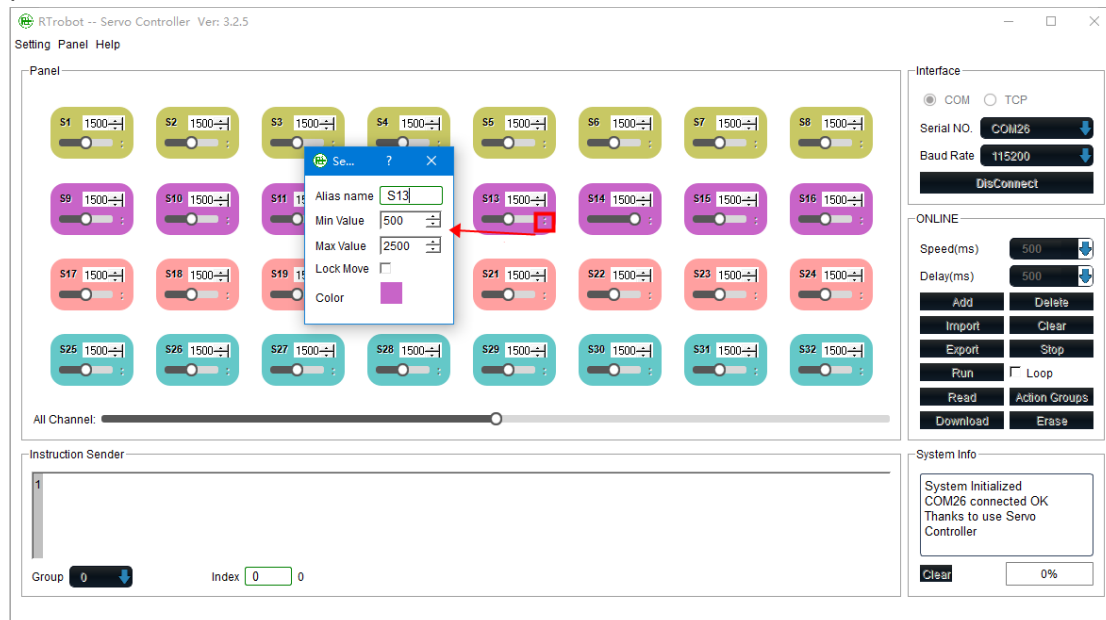 RTrobot -- Servo Controller Ver: 3.2.5
Setting Panel Help
Panel
S1 1500
S2 1500
S3 1500
S4 1500
S5 1500
S6 1500
S7 1500
S8 1500
S9 1500
S10 1500
S11 15
S13 1500
S14 1500
S15 1500
S16 1500
S17 1500
S18 1500
S19 15
S21 1500
S22 1500
S23 1500
S24 1500
S25 1500
S26 1500
S27 1500
S28 1500
S29 1500
S30 1500
S31 1500
S32 1500
All Channel:
Se... ?
Alias name S13
Min Value 500
Max Value 2500
Lock Move
Color
Interface
COM TCP
Serial NO. COM26
Baud Rate 115200
DisConnect
ONLINE
Speed(ms) 500
Delay(ms) 500
Add Delete
Import Clear
Export Stop
Run Loop
Read Action Groups
Download Erase
Instruction Sender
1
Group 0 Index 0 0
System Info
System Initialized
COM26 connected OK
Thanks to use Servo
Controller
Clear 0%